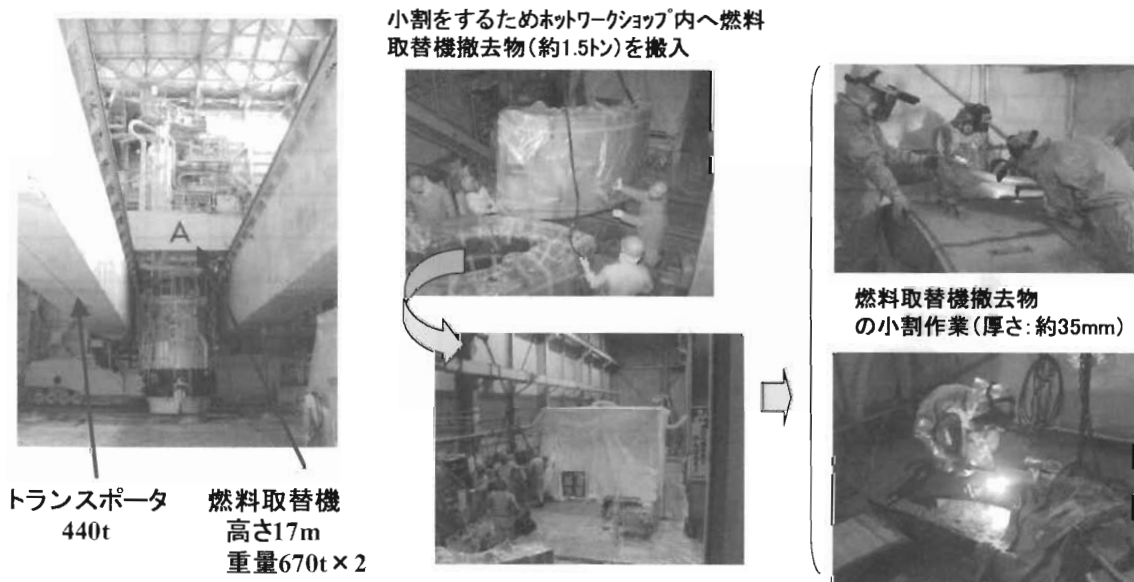 小割をするためホットワークショップ内へ燃料
取替機撤去物(約1.5トン)を搬入
A
燃料取替機撤去物
の小割作業(厚さ:約35mm)
トランスポータ
440t
燃料取替機
高さ17m
重量670t×2